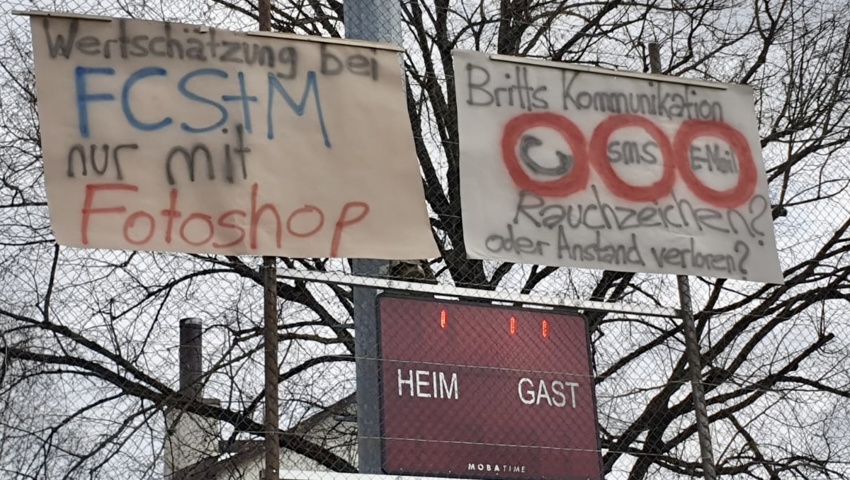 Wertschätzung bei
FCStM
nur mit
Fotoshop
Britts Kommunikation
SMS E-Mail
Rauchzeichen?
oder Anstand verloren?
HEIM GAST
MOBATIME